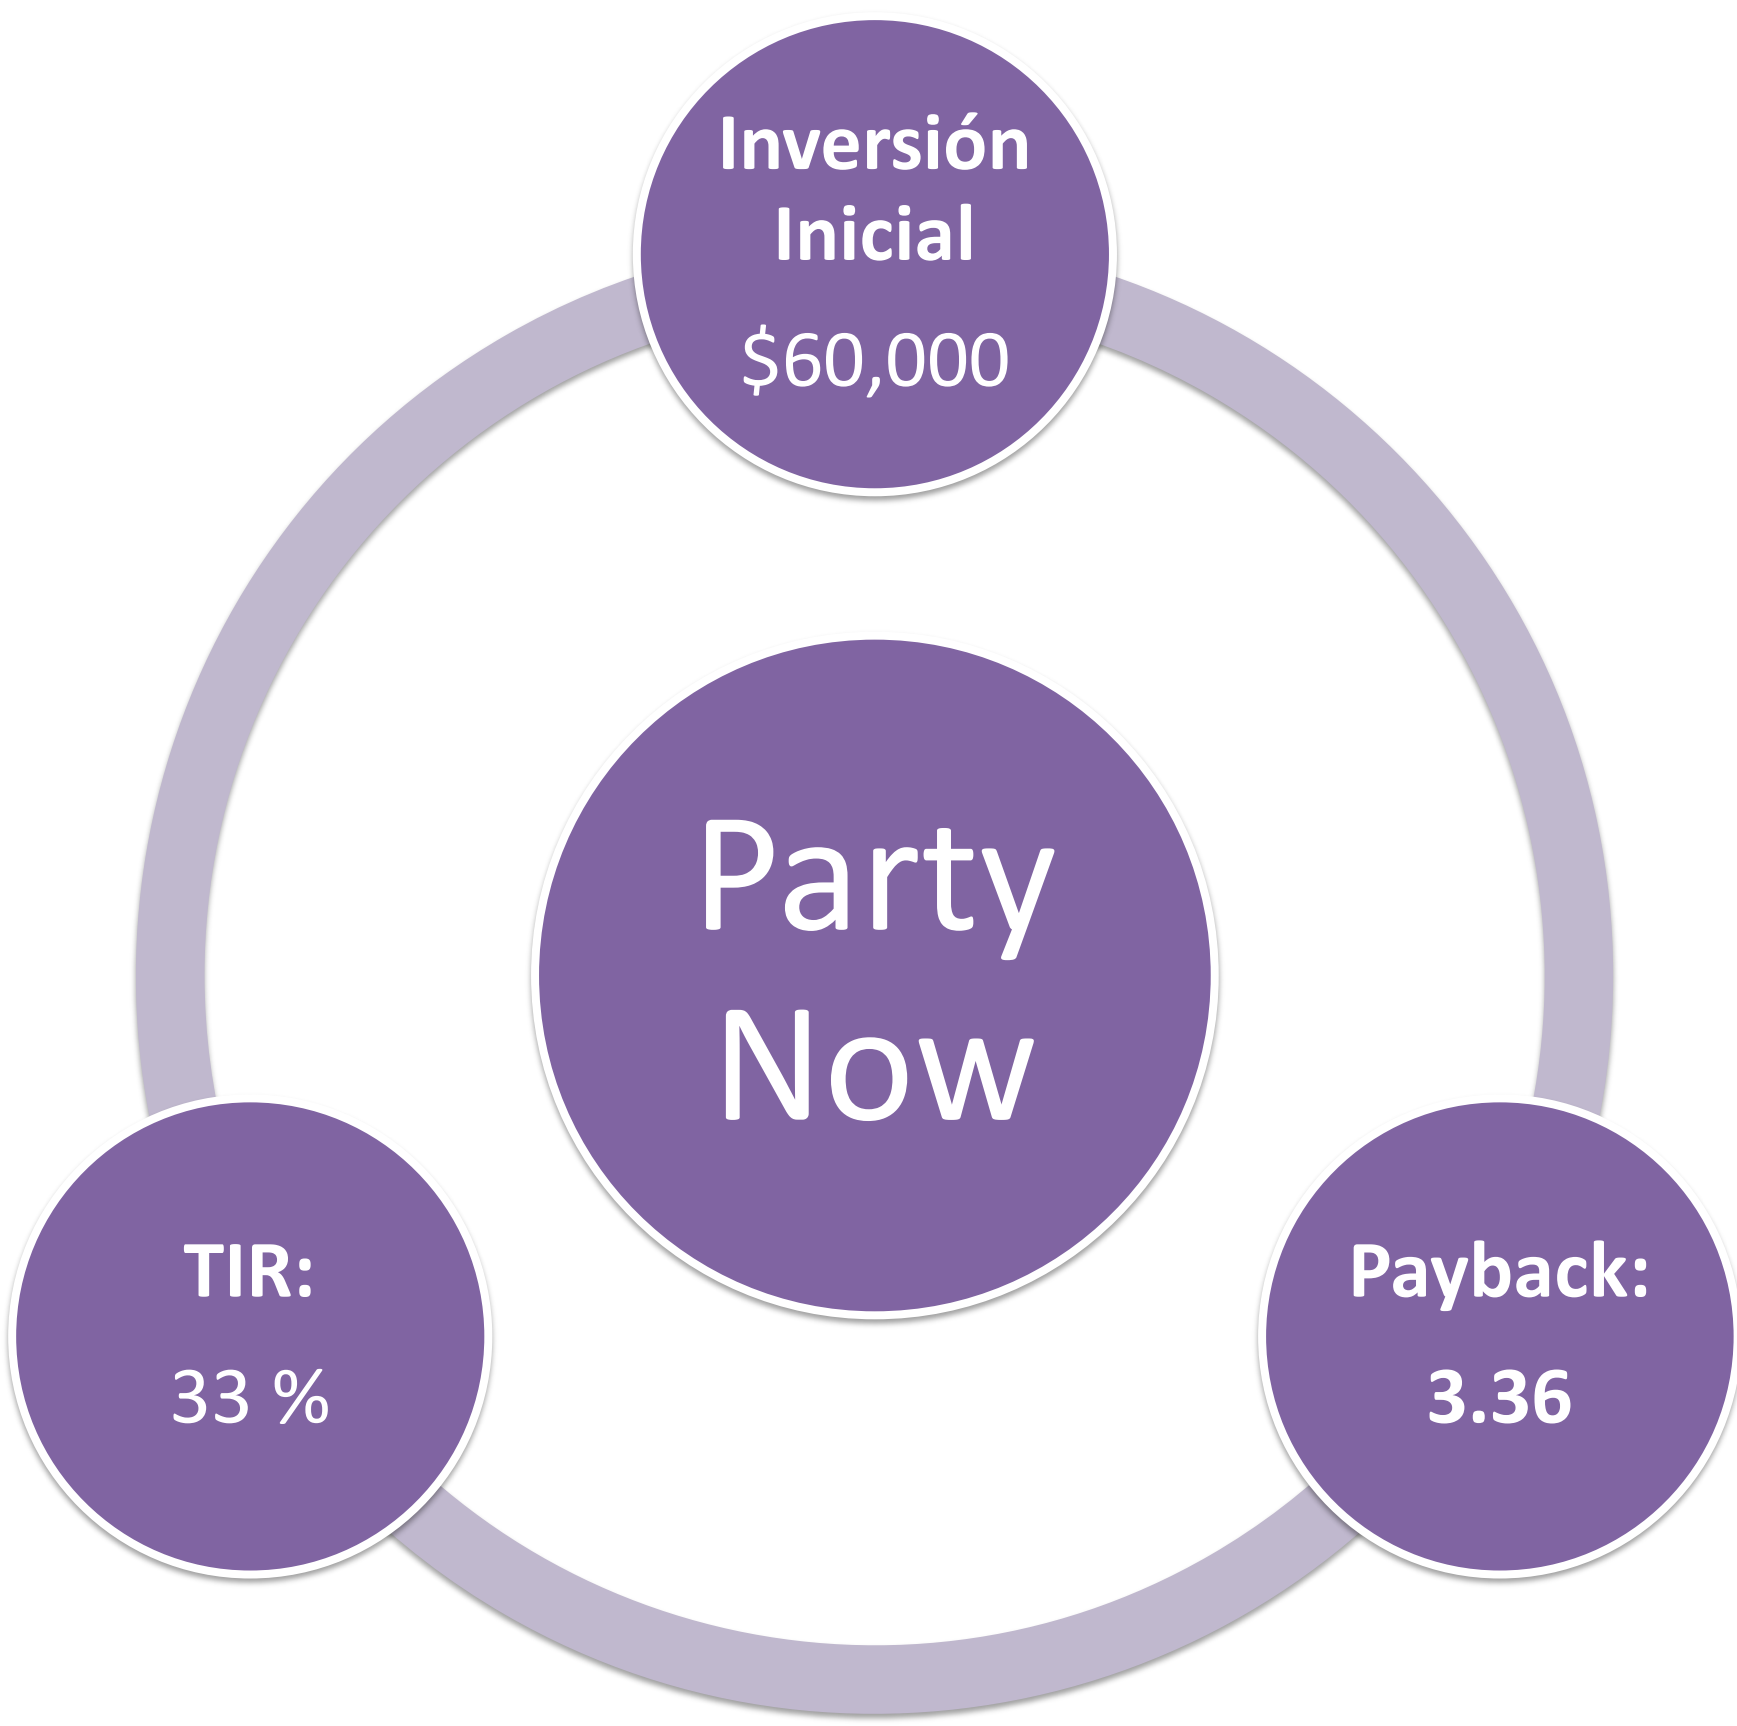 Inversión
Inicial
$60,000
Party
Now
TIR:
33 %
Payback:
3.36